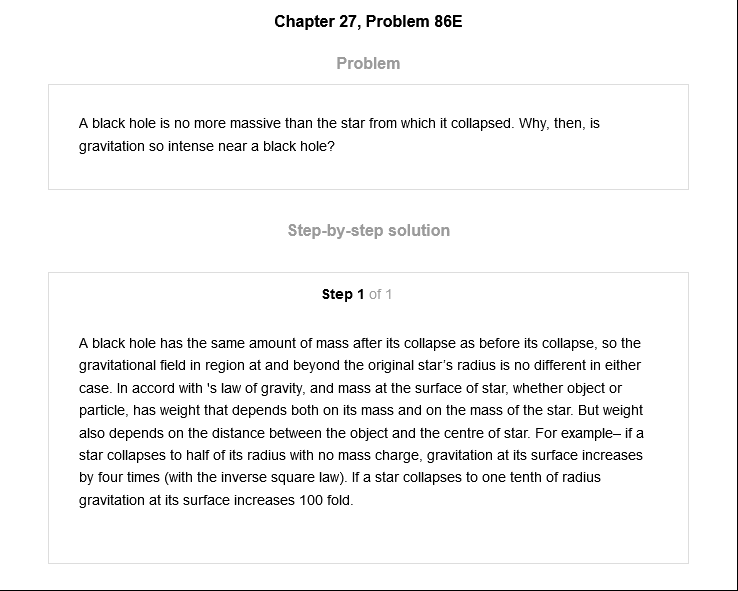 Chapter 27, Problem 86E
Problem
A black hole is no more massive than the star from which it collapsed. Why, then, is
gravitation so intense near a black hole?
Step-by-step solution
Step 1 of 1
A black hole has the same amount of mass after its collapse as before its collapse, so the
gravitational field in region at and beyond the original star's radius is no different in either
case. In accord with 's law of gravity, and mass at the surface of star, whether object or
particle, has weight that depends both on its mass and on the mass of the star. But weight
also depends on the distance between the object and the centre of star. For example– if a
star collapses to half of its radius with no mass charge, gravitation at its surface increases
by four times (with the inverse square law). If a star collapses to one tenth of radius
gravitation at its surface increases 100 fold.